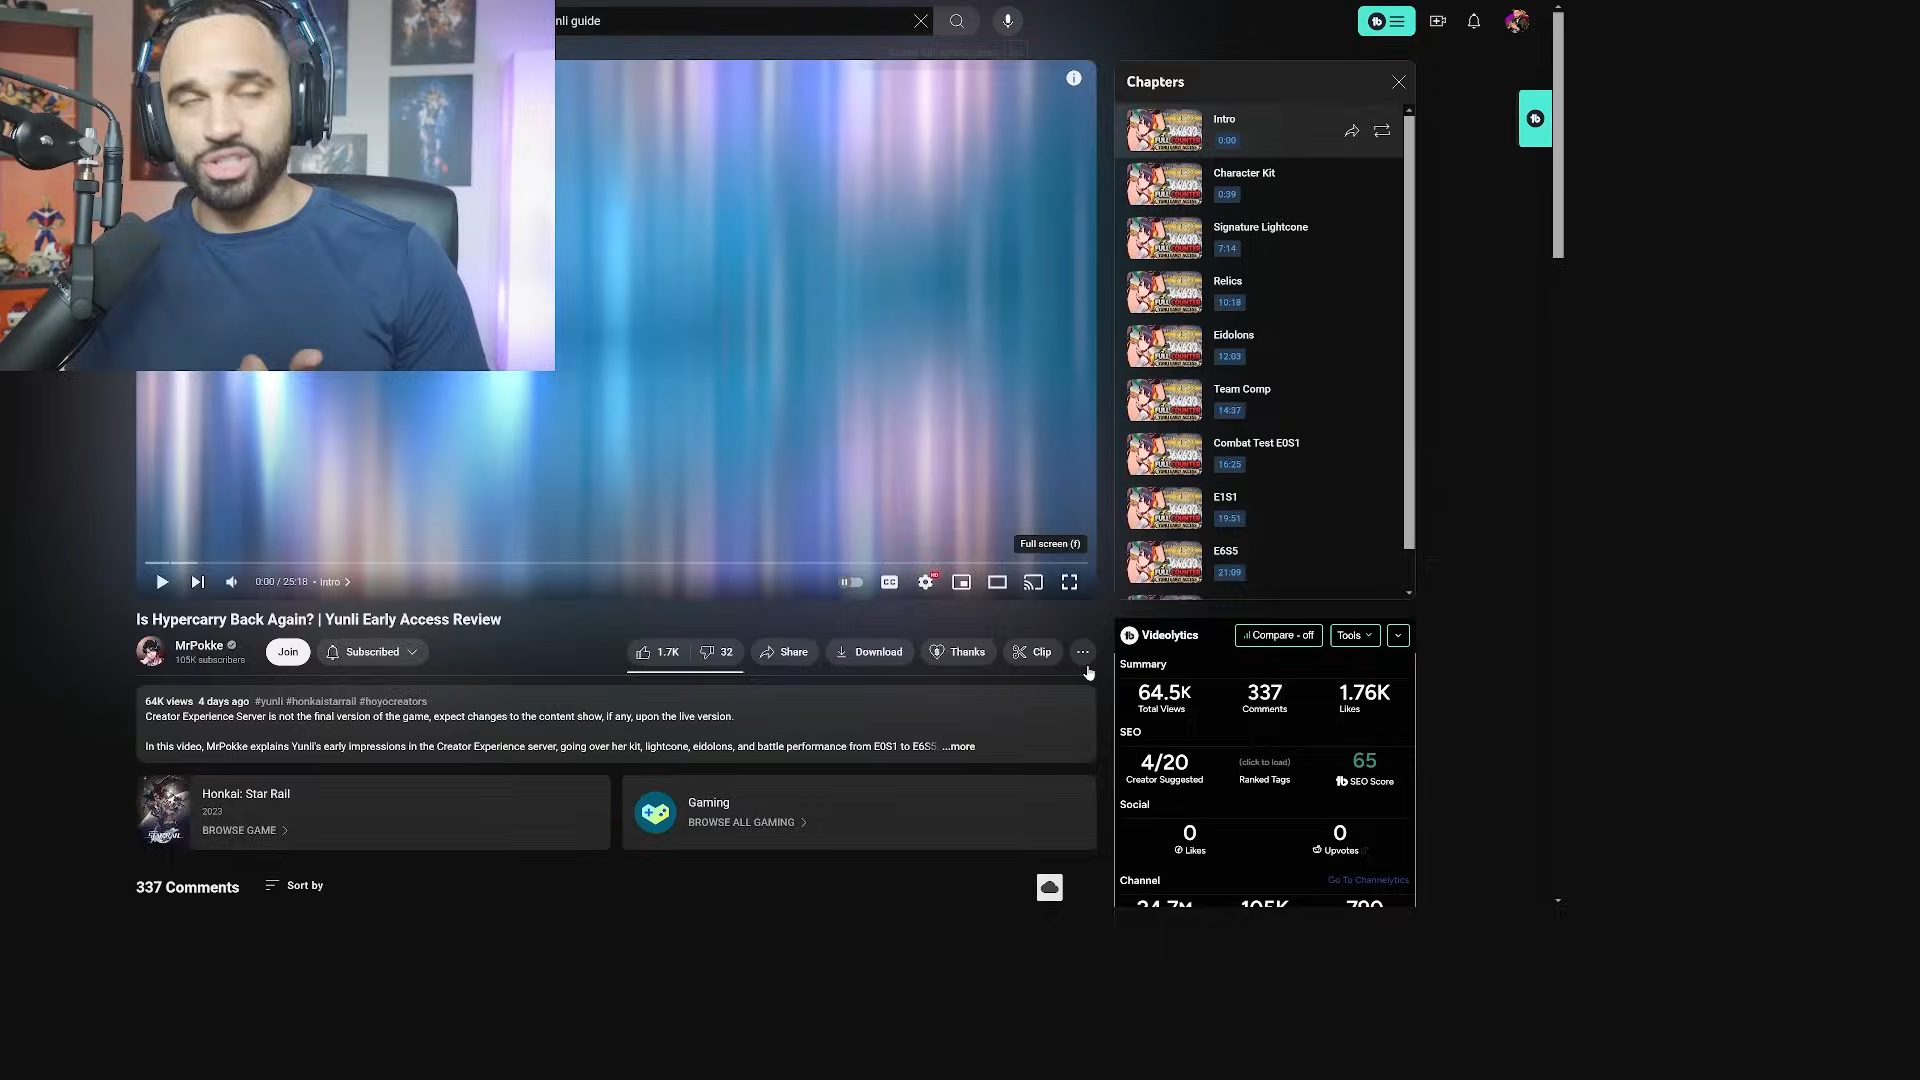 nli guide
Chapters
Intro
0:00
Character Kit
0:39
Signature Lightcone
7:14
Relics
10:18
Eidolons
12:03
Team Comp
14:37
Combat Test E0S1
16:25
E1S1
19:51
E6S5
21:09
Full screen (f)
0:00 / 25:18 • Intro
CC
HD
Is Hypercarry Back Again? | Yunli Early Access Review
MrPokke
105K subscribers
Join
Subscribed
1.7K
32
Share
Download
Thanks
Clip
64K views 4 days ago #yunli #honkaistarrail #hoyocreators
Creator Experience Server is not the final version of the game, expect changes to the content show, if any, upon the live version.
In this video, MrPokke explains Yunli's early impressions in the Creator Experience server, going over her kit, lightcone, eidolons, and battle performance from E0S1 to E6S5. ...more
Honkai: Star Rail
2023
BROWSE GAME
Gaming
BROWSE ALL GAMING
337 Comments
Sort by
Videolytics
Compare - off
Tools
Summary
64.5K
337
1.76K
Total Views
Comments
Likes
SEO
4/20
(click to load)
65
Creator Suggested
Ranked Tags
SEO Score
Social
0
0
Likes
Upvotes
Channel
Go To Channelytics